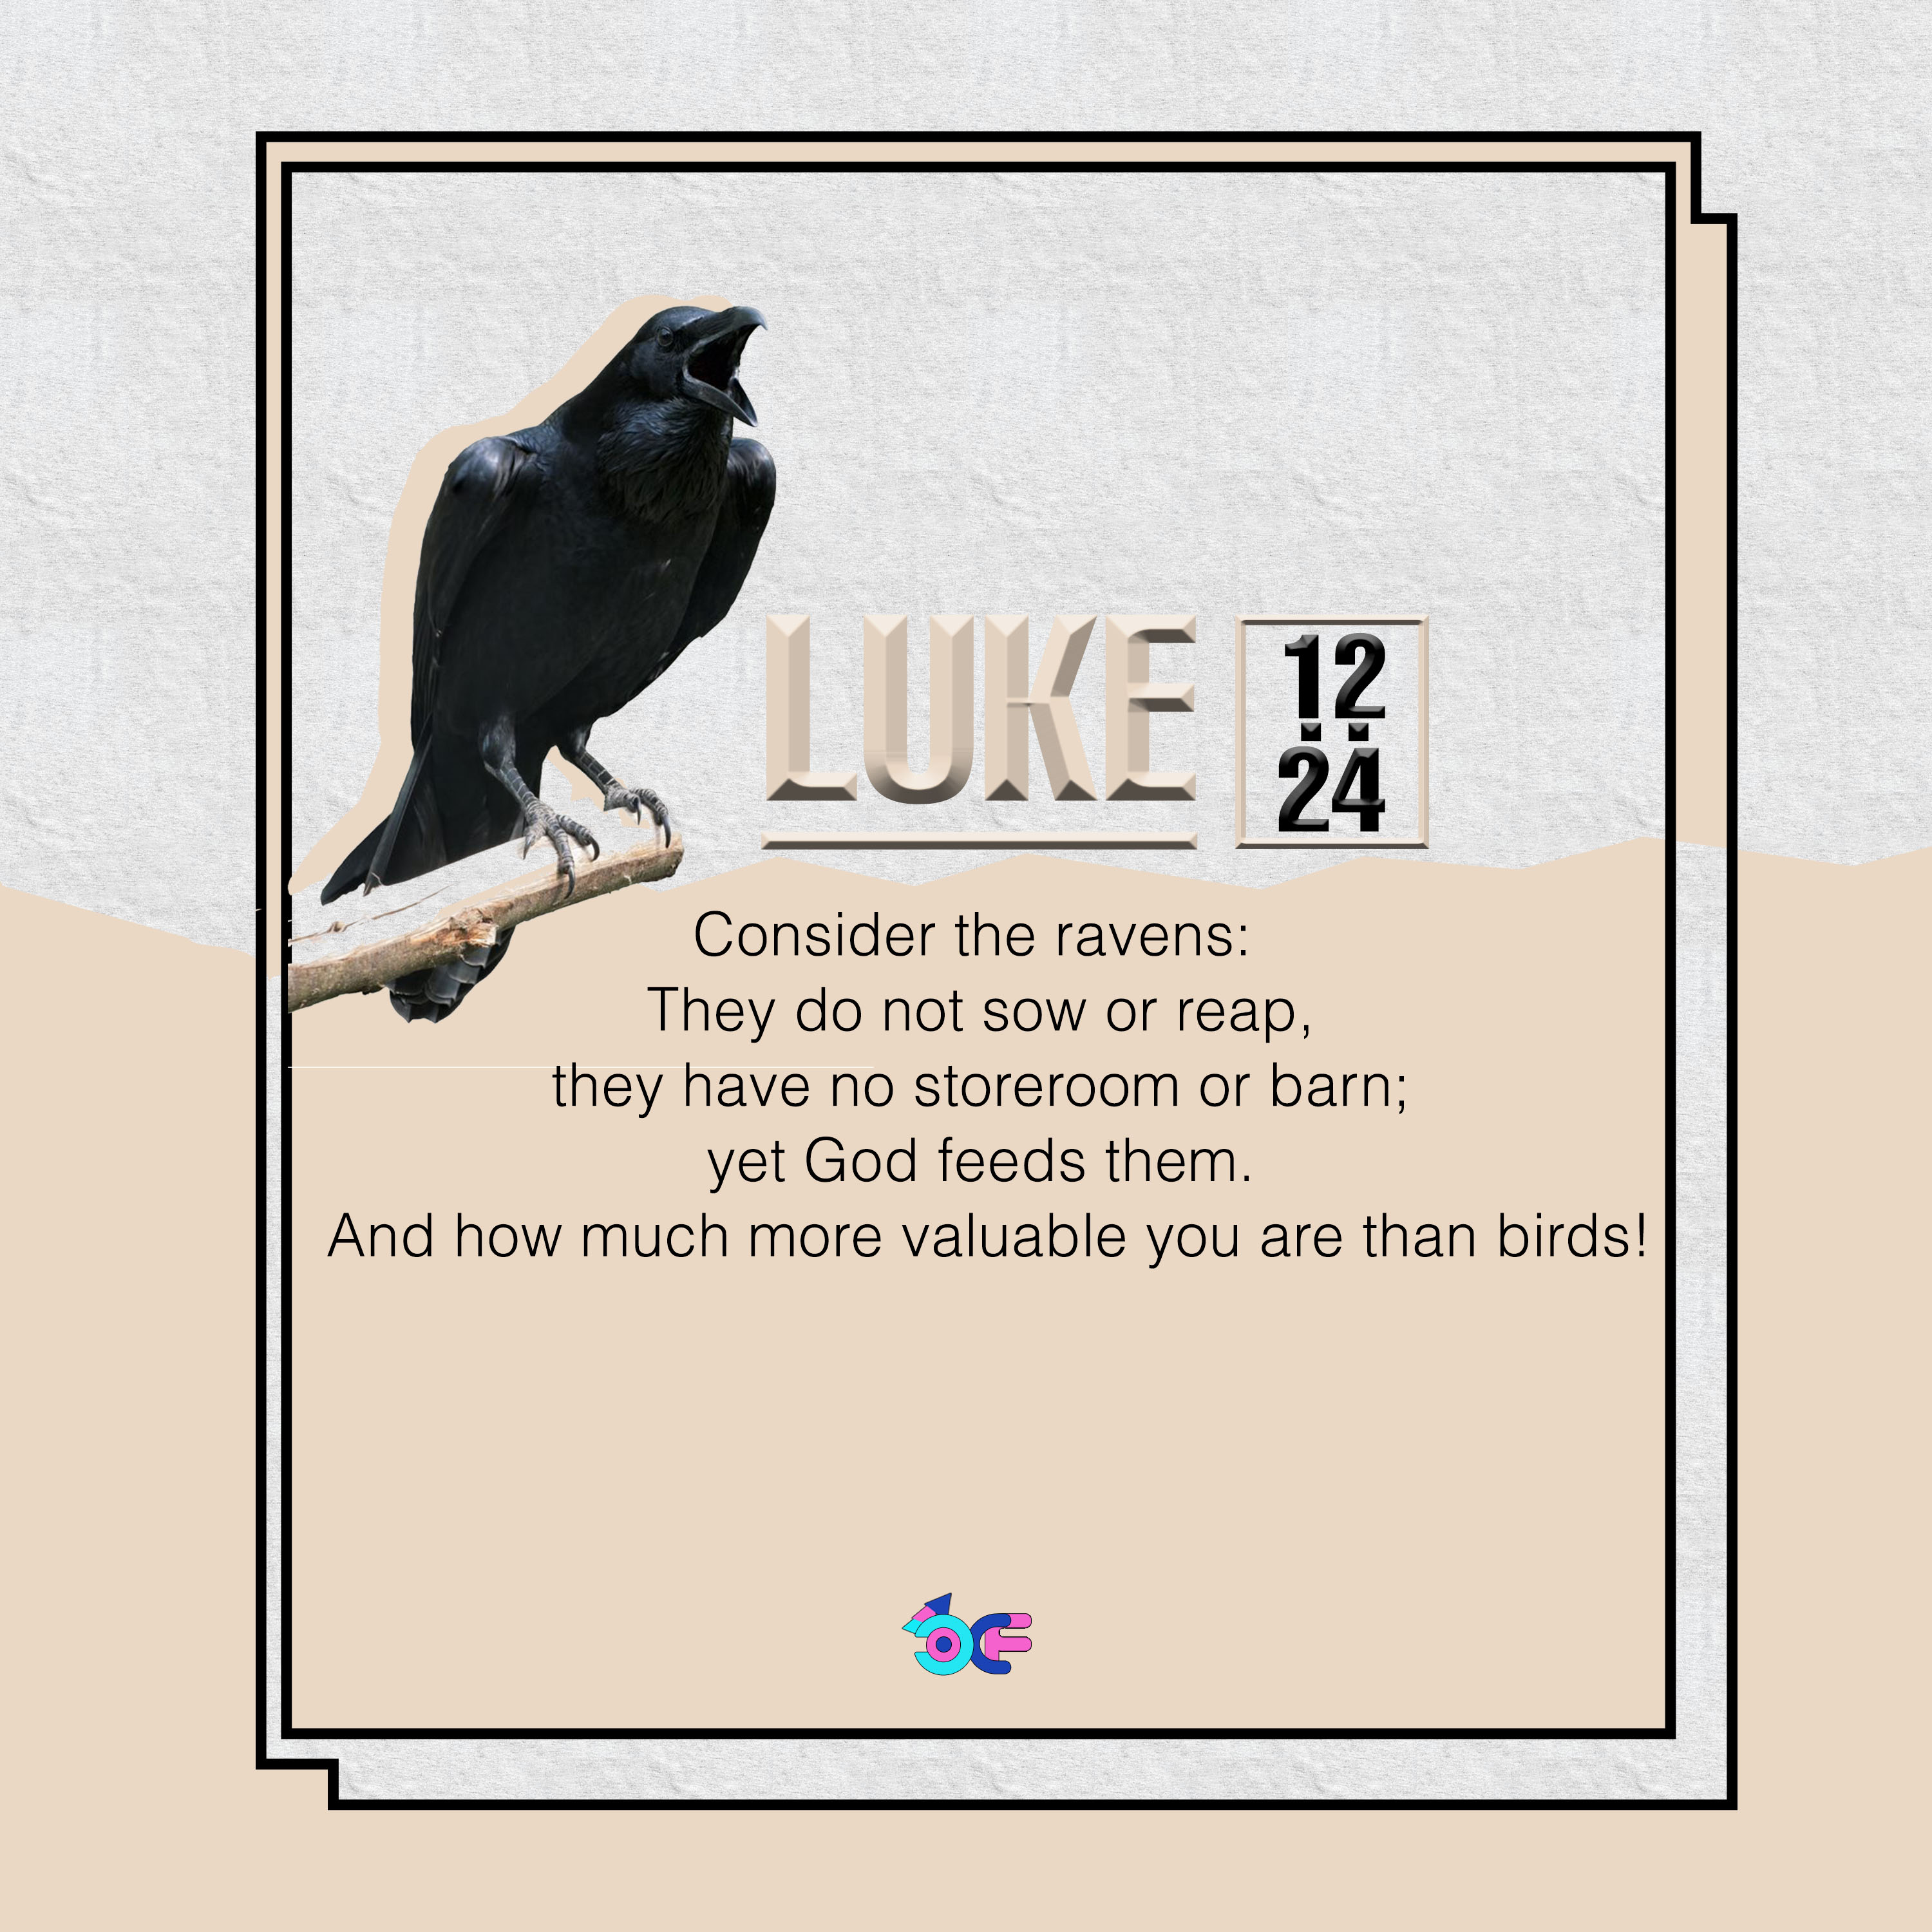 LUKE
12
:
24
Consider the ravens:
They do not sow or reap,
they have no storeroom or barn;
yet God feeds them.
And how much more valuable you are than birds!